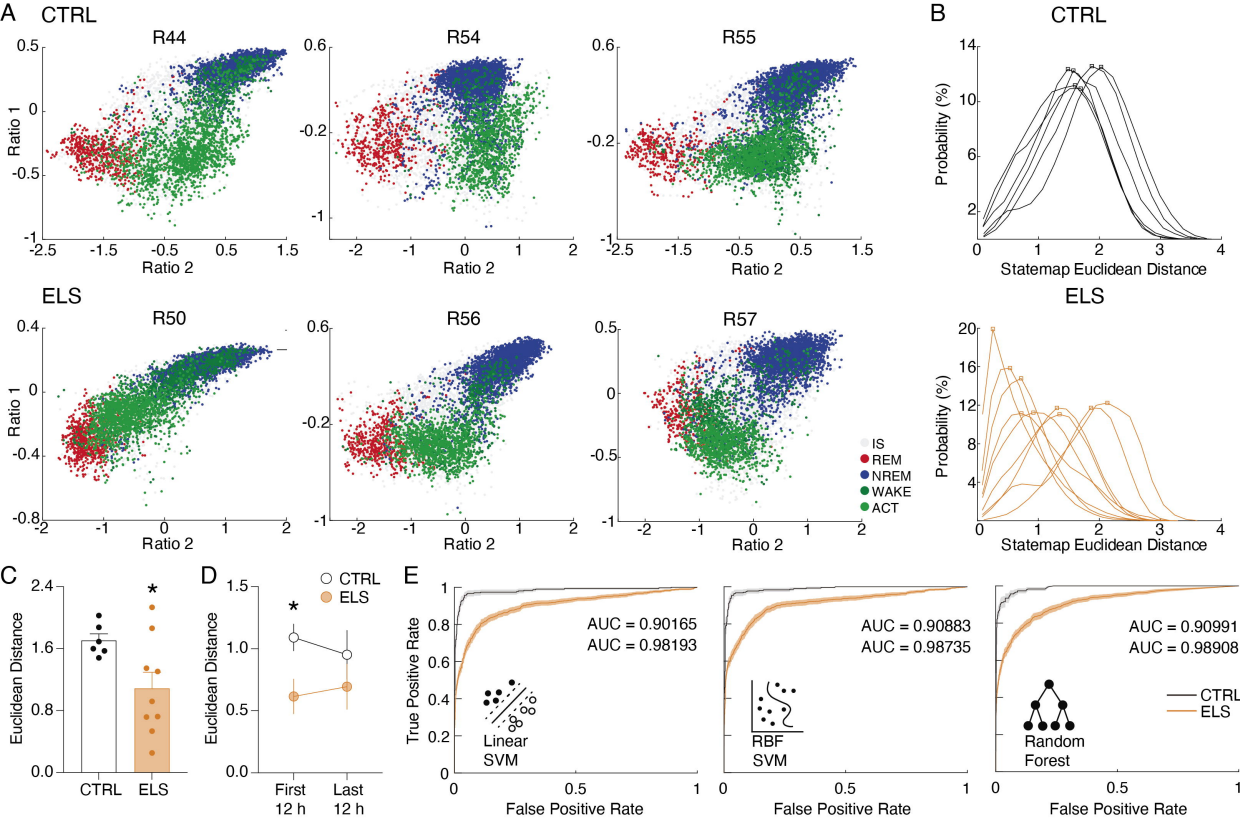 A
CTRL
R44
R54
R55
0.5
0
-0.5
-1
Ratio 1
-2.5
-1.5
-0.5
0.5
1.5
Ratio 2
0.6
-0.2
-1
-2
-1
0
1
2
Ratio 2
0.6
-0.2
-1
-2.5
-1.5
-0.5
0.5
1.5
Ratio 2
ELS
R50
R56
R57
0.4
0
-0.4
-0.8
Ratio 1
-2
-1
0
1
2
Ratio 2
0.6
-0.2
-1
-2
-1
0
1
2
Ratio 2
0.5
0
-0.5
-1
-2
-1
0
1
2
Ratio 2
IS
REM
NREM
WAKE
ACT
B
CTRL
14
10
6
2
Probability (%)
0
1
2
3
4
Statemap Euclidean Distance
ELS
20
16
12
8
4
Probability (%)
0
1
2
3
4
Statemap Euclidean Distance
C
2.4
1.6
0.8
0.0
Euclidean Distance
*
CTRL
ELS
D
1.5
1.0
0.5
0.0
Euclidean Distance
CTRL
ELS
*
First
12 h
Last
12 h
E
1
0.8
0.6
0.4
0.2
0
True Positive Rate
AUC = 0.90165
AUC = 0.98193
Linear
SVM
0
0.5
1
False Positive Rate
AUC = 0.90883
AUC = 0.98735
RBF
SVM
0
0.5
1
False Positive Rate
AUC = 0.90991
AUC = 0.98908
CTRL
ELS
Random
Forest
0
0.5
1
False Positive Rate